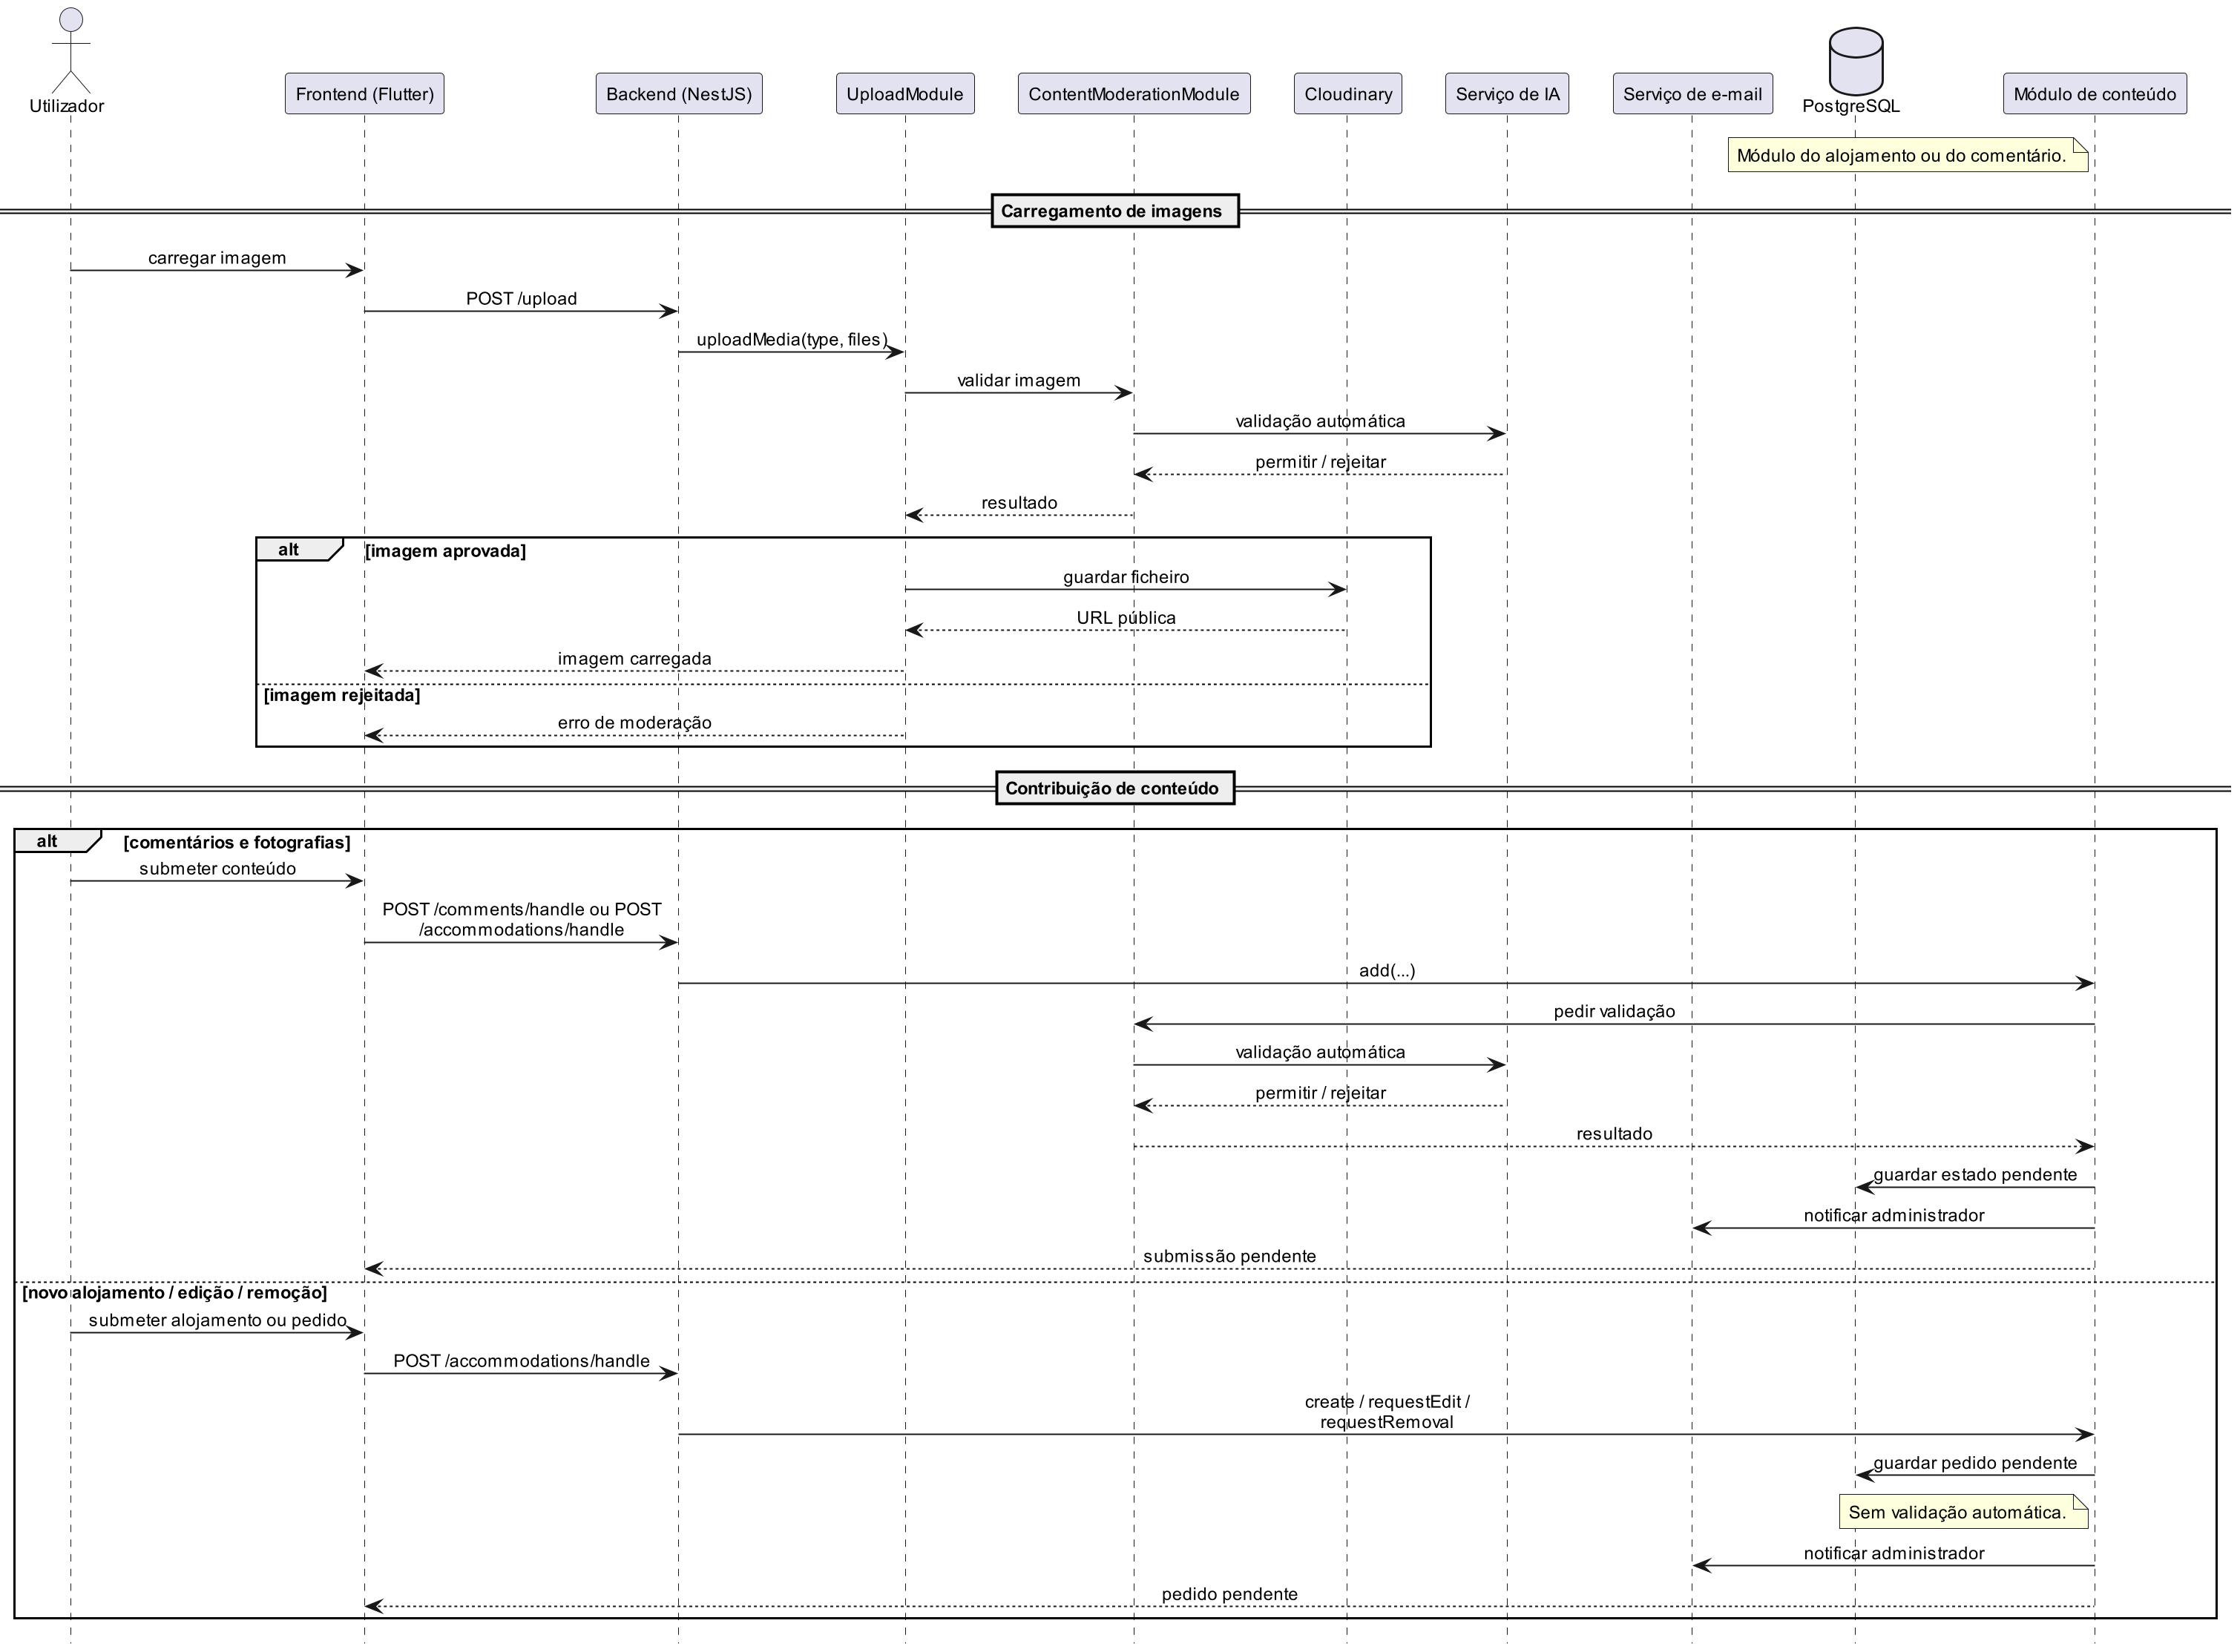 Utilizador
Frontend (Flutter)
Backend (NestJS)
UploadModule
ContentModerationModule
Cloudinary
Serviço de IA
Serviço de e-mail
PostgreSQL
Módulo de conteúdo
Módulo do alojamento ou do comentário.
Carregamento de imagens
carregar imagem
POST /upload
uploadMedia(type, files)
validar imagem
validação automática
permitir / rejeitar
resultado
alt
[imagem aprovada]
guardar ficheiro
URL pública
imagem carregada
[imagem rejeitada]
erro de moderação
Contribuição de conteúdo
alt
[comentários e fotografias]
submeter conteúdo
POST /comments/handle ou POST
/accommodations/handle
add(...)
pedir validação
validação automática
permitir / rejeitar
resultado
guardar estado pendente
notificar administrador
submissão pendente
[novo alojamento / edição / remoção]
submeter alojamento ou pedido
POST /accommodations/handle
create / requestEdit /
requestRemoval
guardar pedido pendente
Sem validação automática.
notificar administrador
pedido pendente